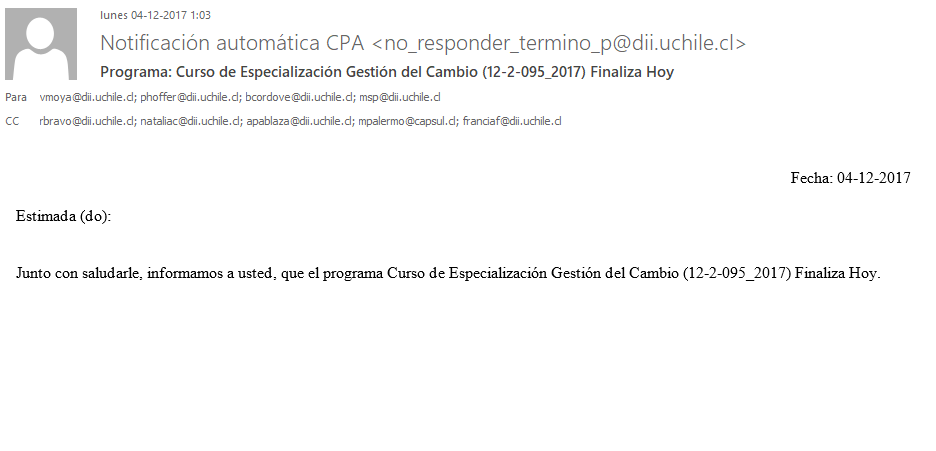 lunes 04-12-2017 1:03
Notificación automática CPA <no_responder_termino_p@dii.uchile.cl>
Programa: Curso de Especialización Gestión del Cambio (12-2-095_2017) Finaliza Hoy
Para vmoya@dii.uchile.cl; phoffer@dii.uchile.cl; bcordove@dii.uchile.cl; msp@dii.uchile.cl
CC rbravo@dii.uchile.cl; nataliac@dii.uchile.cl; apablaza@dii.uchile.cl; mpalermo@capsul.cl; franciaf@dii.uchile.cl
Fecha: 04-12-2017
Estimada (do):
Junto con saludarle, informamos a usted, que el programa Curso de Especialización Gestión del Cambio (12-2-095_2017) Finaliza Hoy.